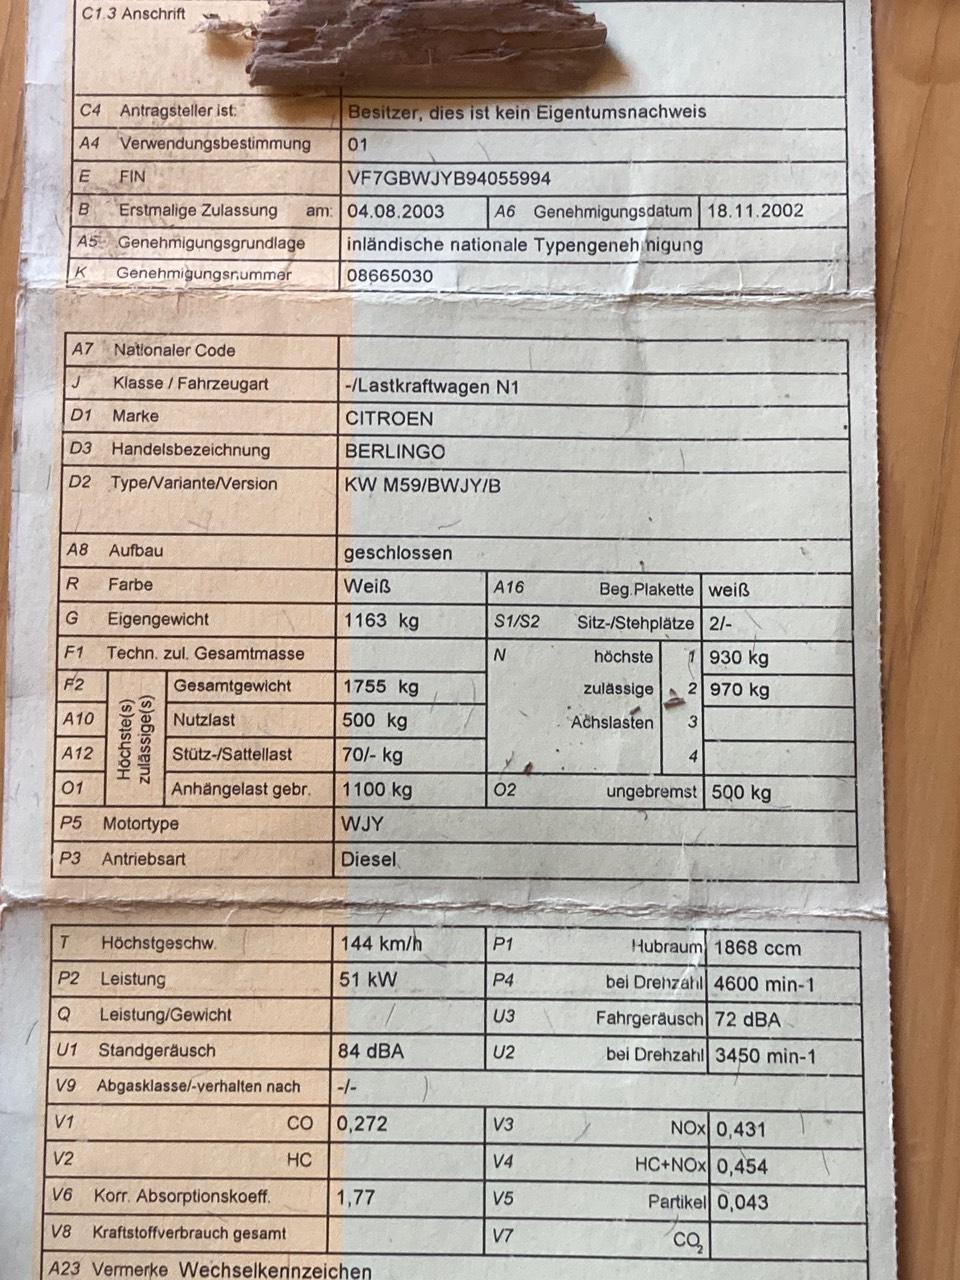 C1.3 Anschrift
C4 Antragsteller ist: Besitzer, dies ist kein Eigentumsnachweis
A4 Verwendungsbestimmung 01
E FIN VF7GBWJYB94055994
B Erstmalige Zulassung am: 04.08.2003 A6 Genehmigungsdatum 18.11.2002
A5 Genehmigungsgrundlage inländische nationale Typengenehmigung
K Genehmigungsnummer 08665030
A7 Nationaler Code
J Klasse / Fahrzeugart -/Lastkraftwagen N1
D1 Marke CITROEN
D3 Handelsbezeichnung BERLINGO
D2 Type/Variante/Version KW M59/BWJY/B
A8 Aufbau geschlossen
R Farbe Weiß A16 Beg.Plakette weiß
G Eigengewicht 1163 kg S1/S2 Sitz-/Stehplätze 2/-
F1 Techn. zul. Gesamtmasse N höchste 1 930 kg
F2 Höchste(s) zulässige(s) Gesamtgewicht 1755 kg zulässige 2 970 kg
A10 Nutzlast 500 kg Achslasten 3
A12 Stütz-/Sattellast 70/- kg 4
O1 Anhängelast gebr. 1100 kg O2 ungebremst 500 kg
P5 Motortype WJY
P3 Antriebsart Diesel
T Höchstgeschw. 144 km/h P1 Hubraum 1868 ccm
P2 Leistung 51 kW P4 bei Drehzahl 4600 min-1
Q Leistung/Gewicht U3 Fahrgeräusch 72 dBA
U1 Standgeräusch 84 dBA U2 bei Drehzahl 3450 min-1
V9 Abgasklasse/-verhalten nach -/-
V1 CO 0,272 V3 NOx 0,431
V2 HC V4 HC+NOx 0,454
V6 Korr. Absorptionskoeff. 1,77 V5 Partikel 0,043
V8 Kraftstoffverbrauch gesamt V7 CO2
A23 Vermerke Wechselkennzeichen